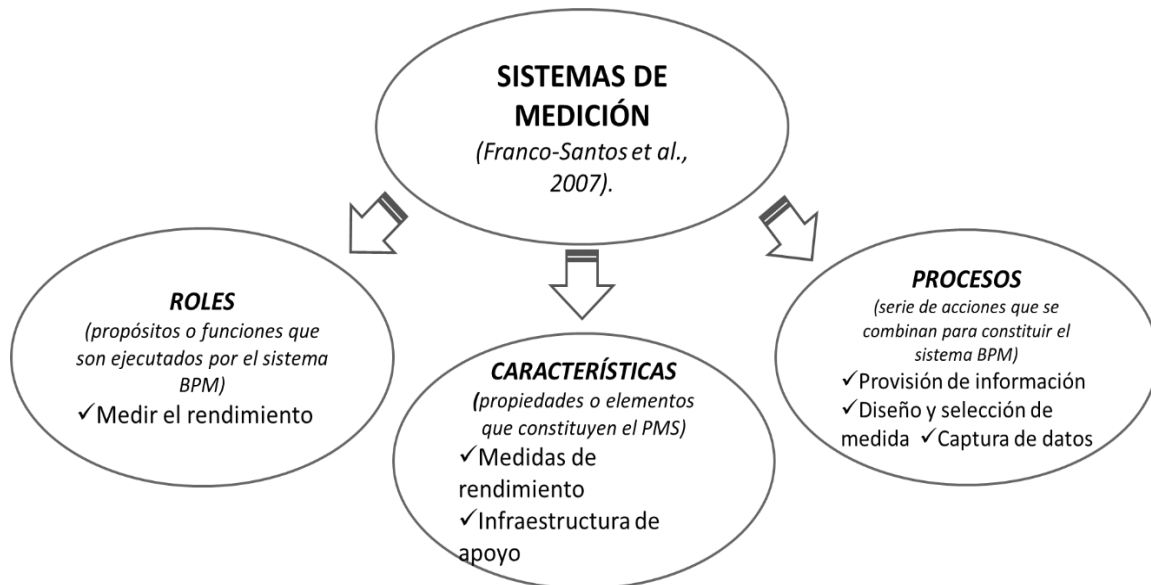 SISTEMAS DE
MEDICIÓN
(Franco-Santos et al.,
2007).
ROLES
(propósitos o funciones que
son ejecutados por el sistema
BPM)
✓Medir el rendimiento
CARACTERÍSTICAS
(propiedades o elementos
que constituyen el PMS)
✓Medidas de
rendimiento
✓Infraestructura de
apoyo
PROCESOS
(serie de acciones que se
combinan para constituir el
sistema BPM)
✓Provisión de información
✓Diseño y selección de
medida ✓Captura de datos